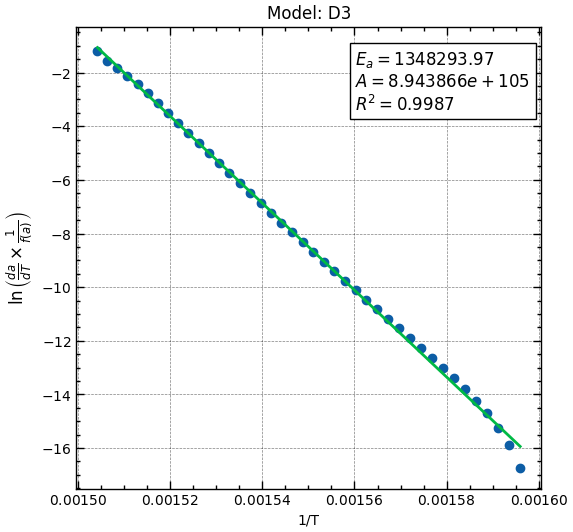 Model: D3
E_a = 1348293.97
A = 8.943866e + 105
R^2 = 0.9987
−2
−4
−6
−8
−10
−12
−14
−16
ln (da/dT × 1/f(a))
0.00150 0.00152 0.00154 0.00156 0.00158 0.00160
1/T